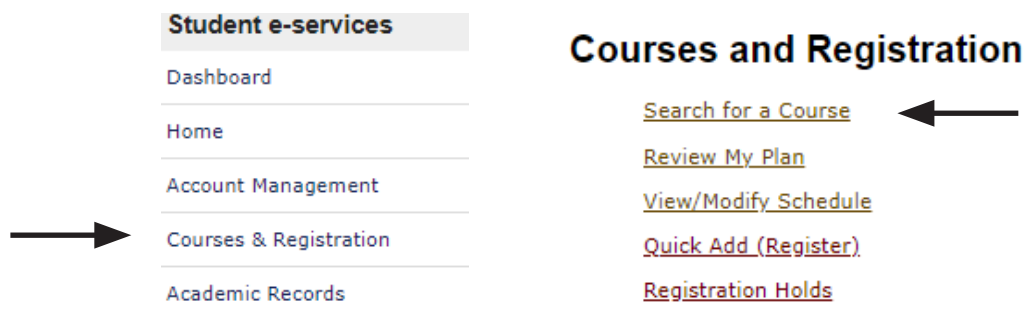 Student e-services
Dashboard
Home
Account Management
Courses & Registration
Academic Records
Courses and Registration
Search for a Course
Review My Plan
View/Modify Schedule
Quick Add (Register)
Registration Holds